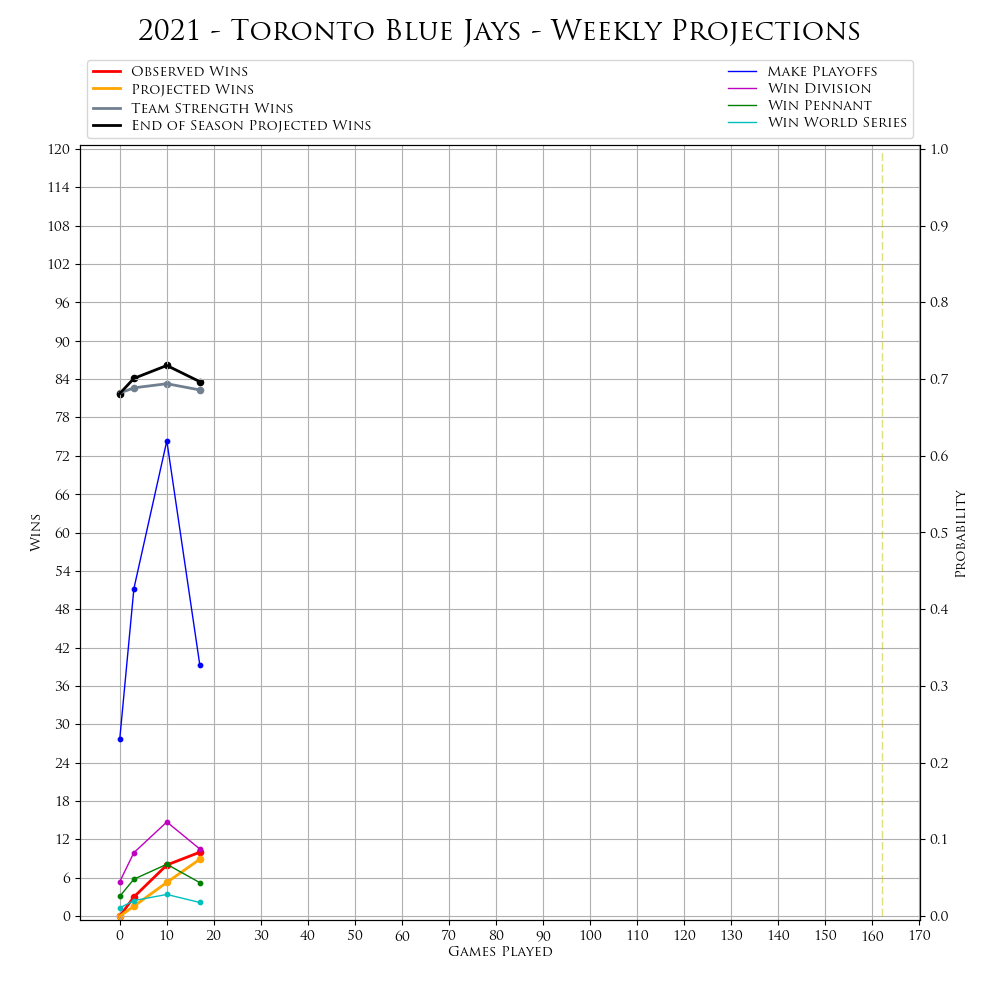 2021 - Toronto Blue Jays - Weekly Projections
Observed Wins
Projected Wins
Team Strength Wins
End of Season Projected Wins
Make Playoffs
Win Division
Win Pennant
Win World Series
120
114
108
102
96
90
84
78
72
66
60
54
48
42
36
30
24
18
12
6
0
Wins
1.0
0.9
0.8
0.7
0.6
0.5
0.4
0.3
0.2
0.1
0.0
Probability
0 10 20 30 40 50 60 70 80 90 100 110 120 130 140 150 160 170
Games Played